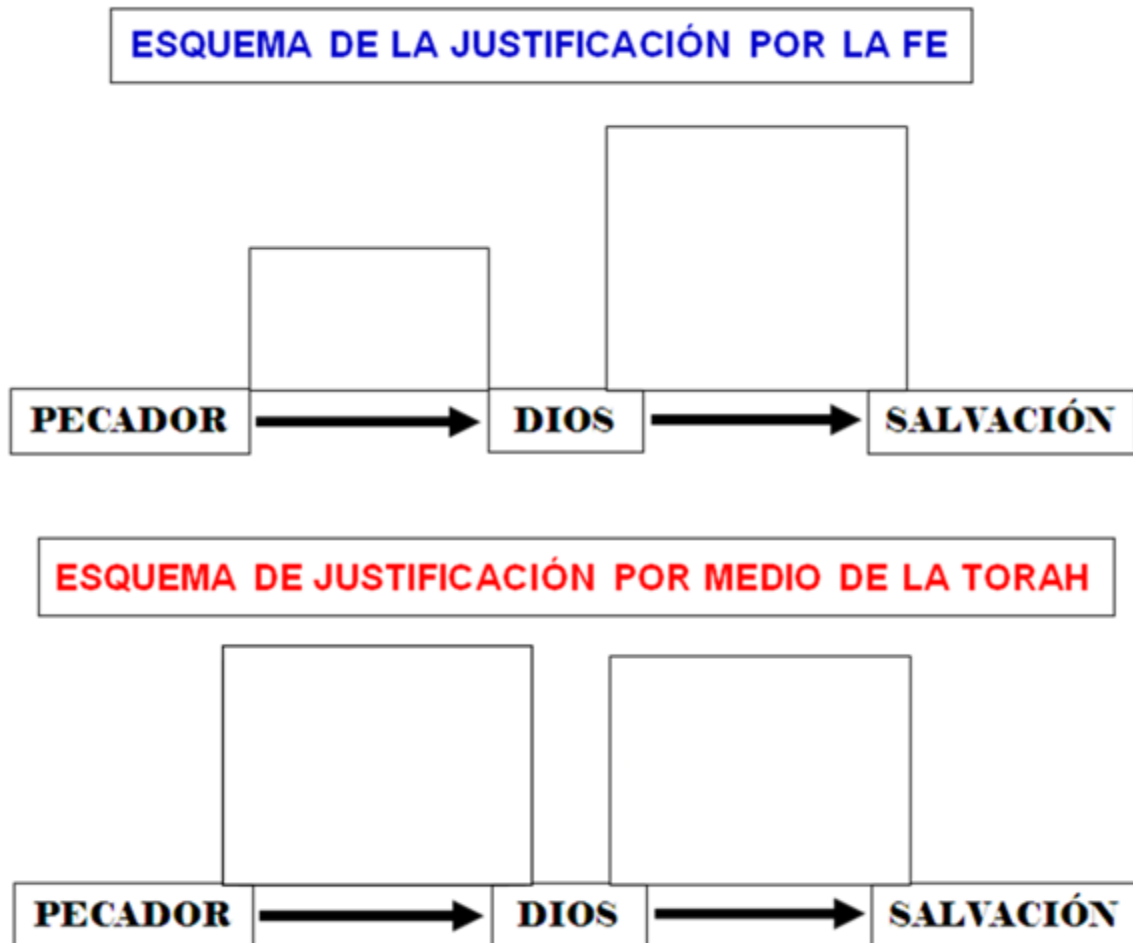 ESQUEMA DE LA JUSTIFICACIÓN POR LA FE
PECADOR DIOS SALVACIÓN
ESQUEMA DE JUSTIFICACIÓN POR MEDIO DE LA TORAH
PECADOR DIOS SALVACIÓN